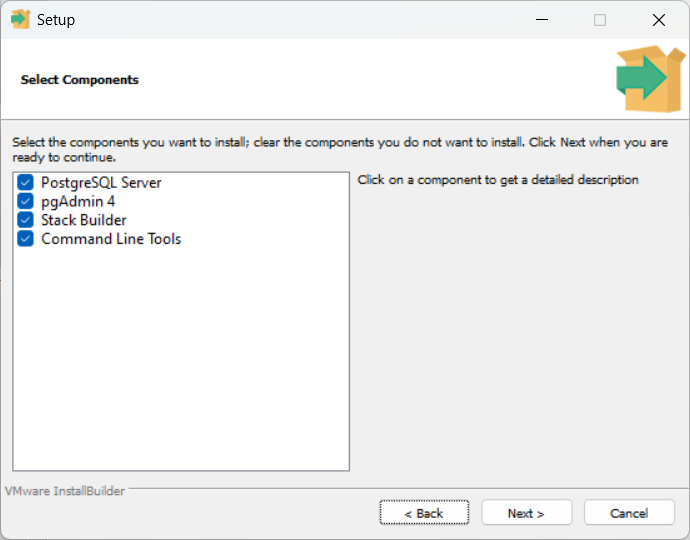 Setup
Select Components
Select the components you want to install; clear the components you do not want to install. Click Next when you are
ready to continue.
PostgreSQL Server
pgAdmin 4
Stack Builder
Command Line Tools
Click on a component to get a detailed description
VMware InstallBuilder
< Back
Next >
Cancel